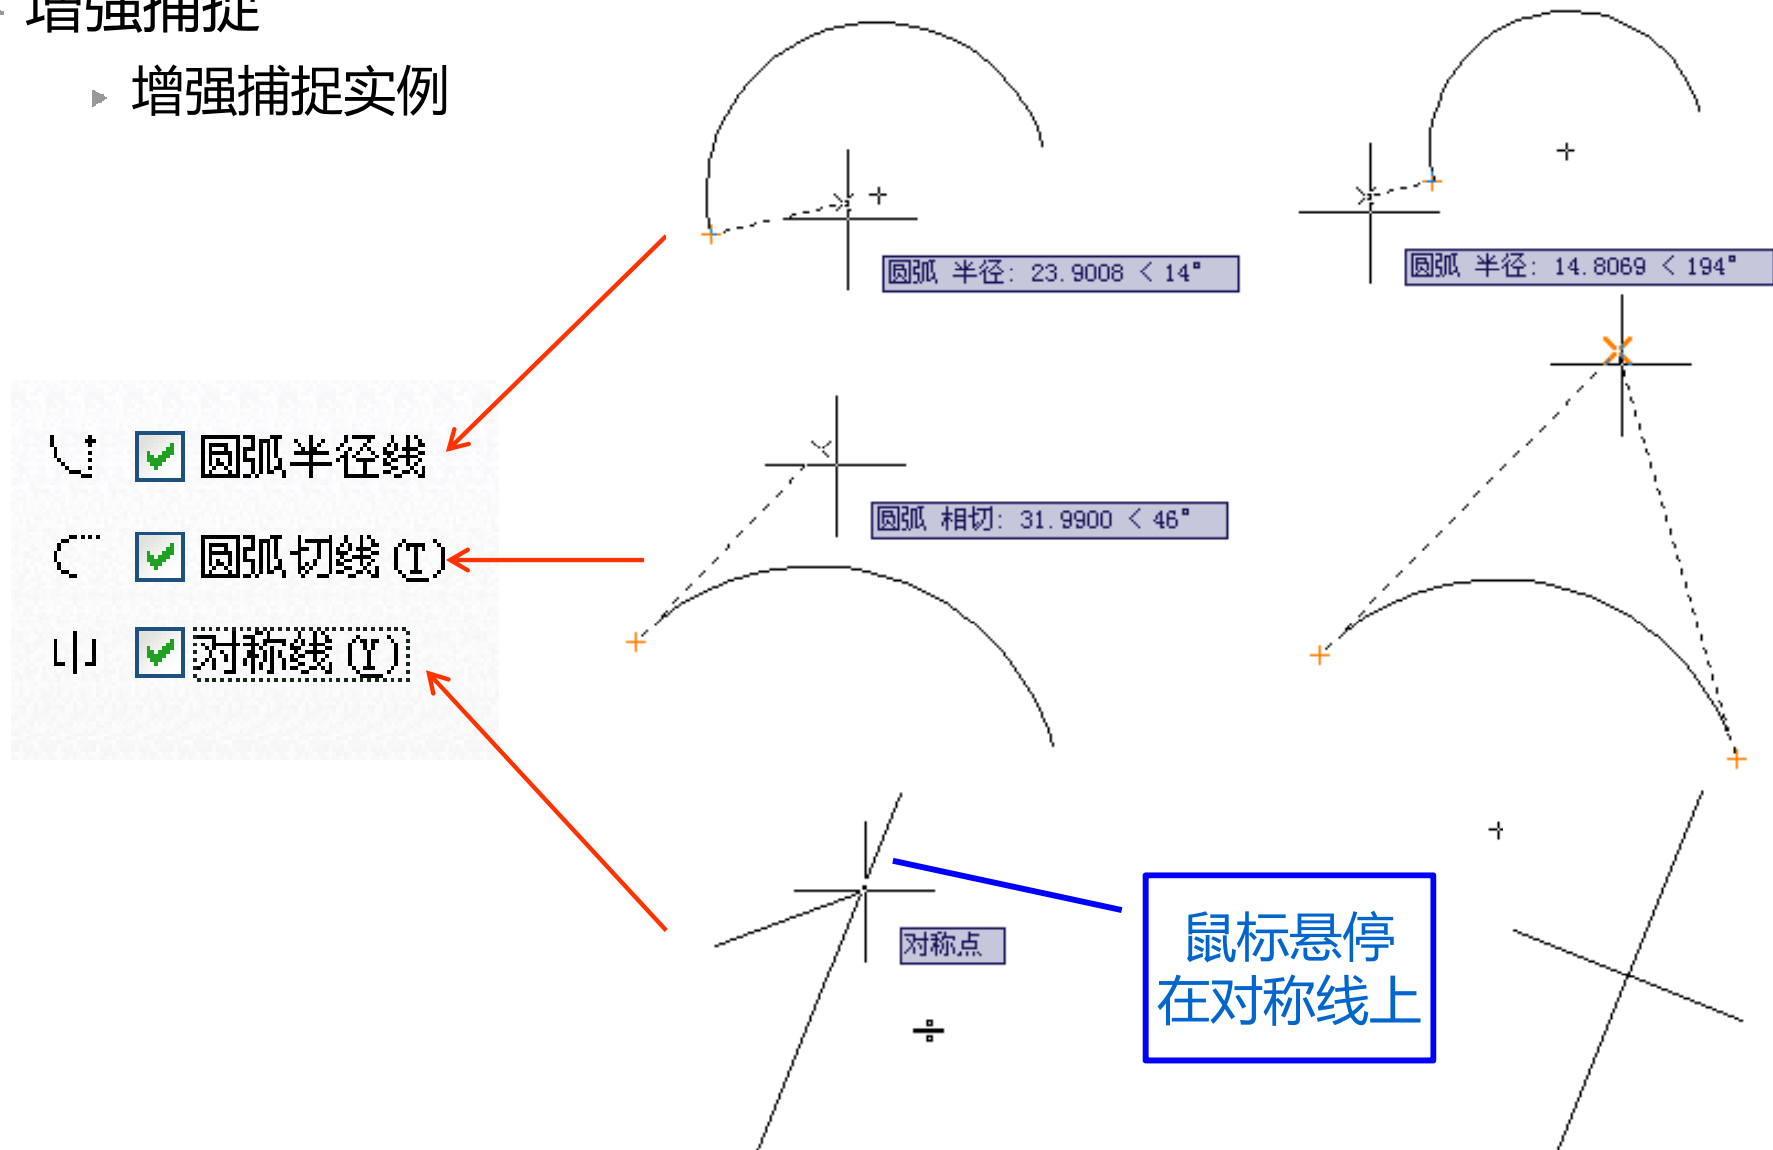 增强捕捉
增强捕捉实例
圆弧 半径: 23.9008 < 14°
圆弧 半径: 14.8069 < 194°
圆弧半径线
圆弧 相切: 31.9900 < 46°
圆弧切线(T)
对称线(Y)
对称点
鼠标悬停
在对称线上